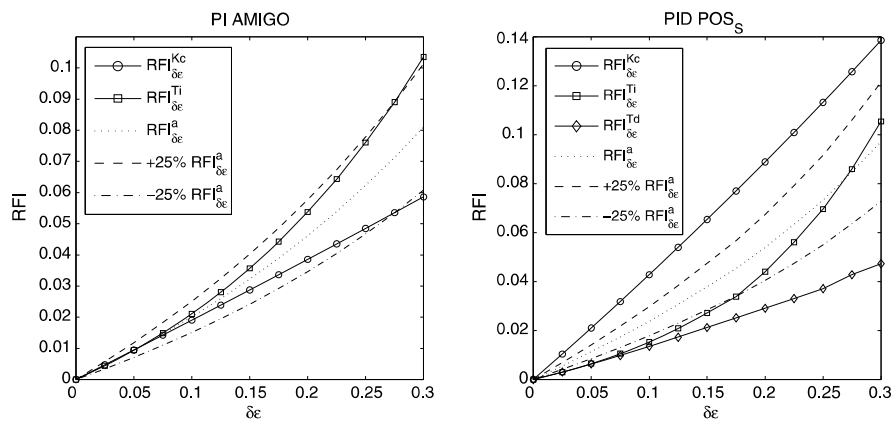 PI AMIGO
RFI
0.1
0.09
0.08
0.07
0.06
0.05
0.04
0.03
0.02
0.01
0
RFI^Kc_δε
RFI^Ti_δε
RFI^a_δε
+25% RFI^a_δε
−25% RFI^a_δε
0 0.05 0.1 0.15 0.2 0.25 0.3
δε
PID POS_S
RFI
0.14
0.12
0.1
0.08
0.06
0.04
0.02
0
RFI^Kc_δε
RFI^Ti_δε
RFI^Td_δε
RFI^a_δε
+25% RFI^a_δε
−25% RFI^a_δε
0 0.05 0.1 0.15 0.2 0.25 0.3
δε